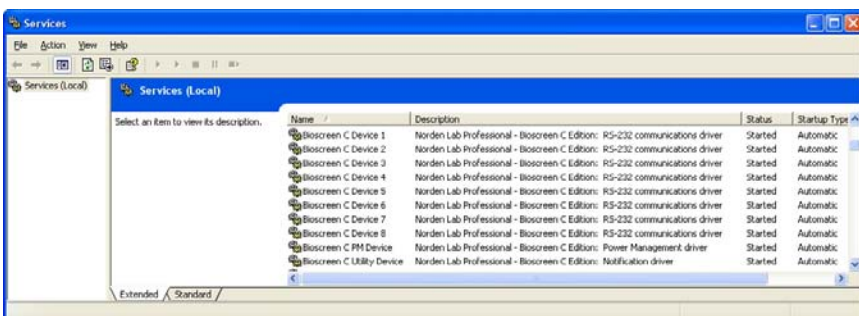 Services
File Action View Help
Services (Local)
Services (Local)
Select an item to view its description.
Name Description Status Startup Type
Bioscreen C Device 1 Norden Lab Professional - Bioscreen C Edition: RS-232 communications driver Started Automatic
Bioscreen C Device 2 Norden Lab Professional - Bioscreen C Edition: RS-232 communications driver Started Automatic
Bioscreen C Device 3 Norden Lab Professional - Bioscreen C Edition: RS-232 communications driver Started Automatic
Bioscreen C Device 4 Norden Lab Professional - Bioscreen C Edition: RS-232 communications driver Started Automatic
Bioscreen C Device 5 Norden Lab Professional - Bioscreen C Edition: RS-232 communications driver Started Automatic
Bioscreen C Device 6 Norden Lab Professional - Bioscreen C Edition: RS-232 communications driver Started Automatic
Bioscreen C Device 7 Norden Lab Professional - Bioscreen C Edition: RS-232 communications driver Started Automatic
Bioscreen C Device 8 Norden Lab Professional - Bioscreen C Edition: RS-232 communications driver Started Automatic
Bioscreen C PM Device Norden Lab Professional - Bioscreen C Edition: Power Management driver Started Automatic
Bioscreen C Utility Device Norden Lab Professional - Bioscreen C Edition: Notification driver Started Automatic
Extended Standard